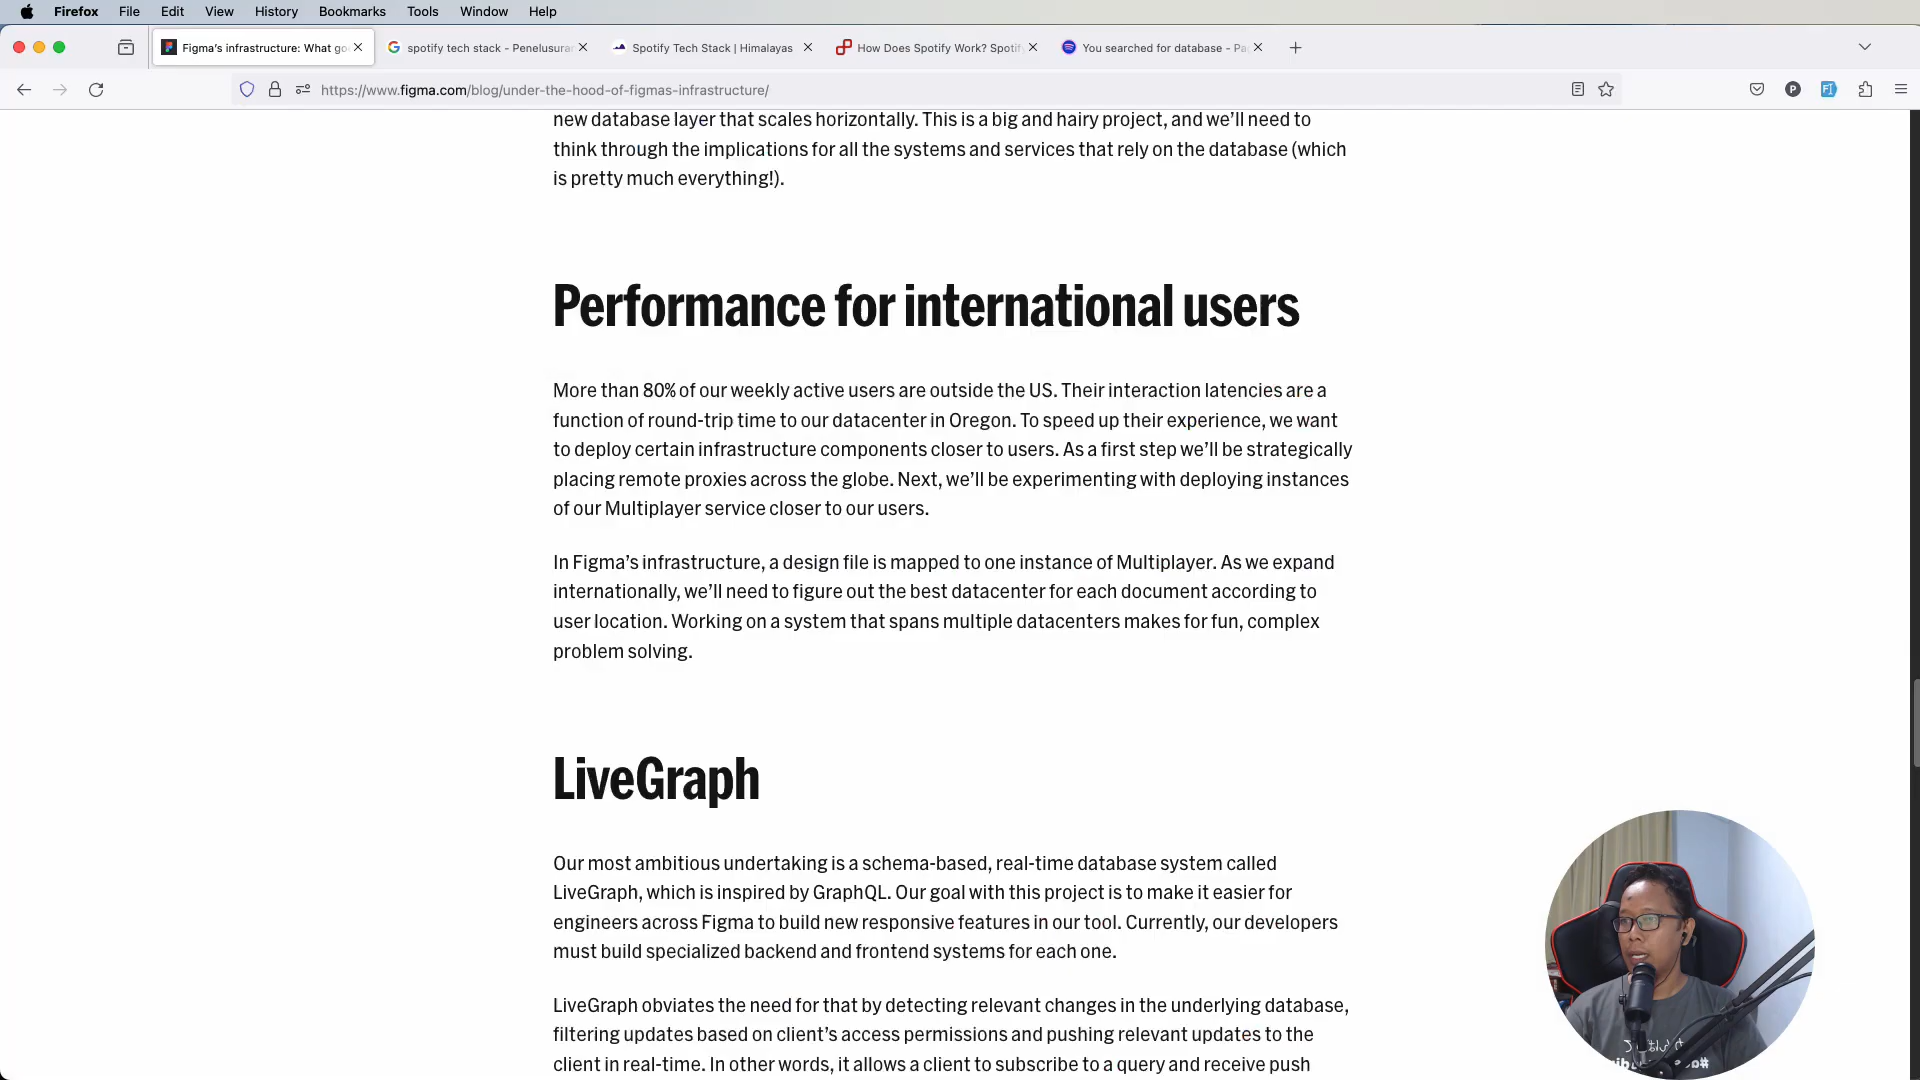 Firefox File Edit View History Bookmarks Tools Window Help
Figma's infrastructure: What go
spotify tech stack - Penelusura
Spotify Tech Stack | Himalayas
How Does Spotify Work? Spotif
You searched for database - Pa
https://www.figma.com/blog/under-the-hood-of-figmas-infrastructure/
new database layer that scales horizontally. This is a big and hairy project, and we’ll need to
think through the implications for all the systems and services that rely on the database (which
is pretty much everything!).
Performance for international users
More than 80% of our weekly active users are outside the US. Their interaction latencies are a
function of round-trip time to our datacenter in Oregon. To speed up their experience, we want
to deploy certain infrastructure components closer to users. As a first step we’ll be strategically
placing remote proxies across the globe. Next, we’ll be experimenting with deploying instances
of our Multiplayer service closer to our users.
In Figma’s infrastructure, a design file is mapped to one instance of Multiplayer. As we expand
internationally, we’ll need to figure out the best datacenter for each document according to
user location. Working on a system that spans multiple datacenters makes for fun, complex
problem solving.
LiveGraph
Our most ambitious undertaking is a schema-based, real-time database system called
LiveGraph, which is inspired by GraphQL. Our goal with this project is to make it easier for
engineers across Figma to build new responsive features in our tool. Currently, our developers
must build specialized backend and frontend systems for each one.
LiveGraph obviates the need for that by detecting relevant changes in the underlying database,
filtering updates based on client’s access permissions and pushing relevant updates to the
client in real-time. In other words, it allows a client to subscribe to a query and receive push